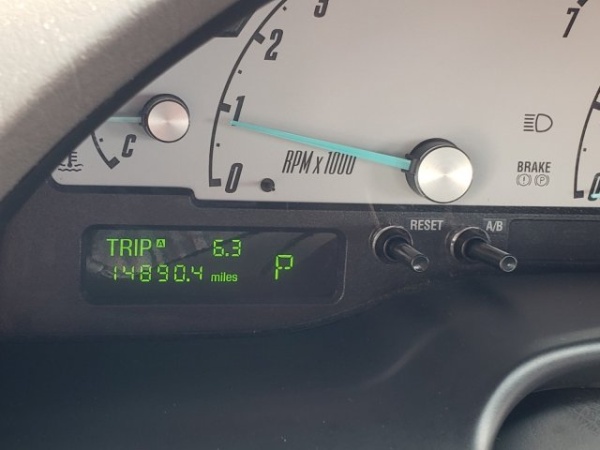 3
2
7
1
C
RPM x 1000
BRAKE
0
RESET A/B
TRIP A 6.3
14890.4 miles P